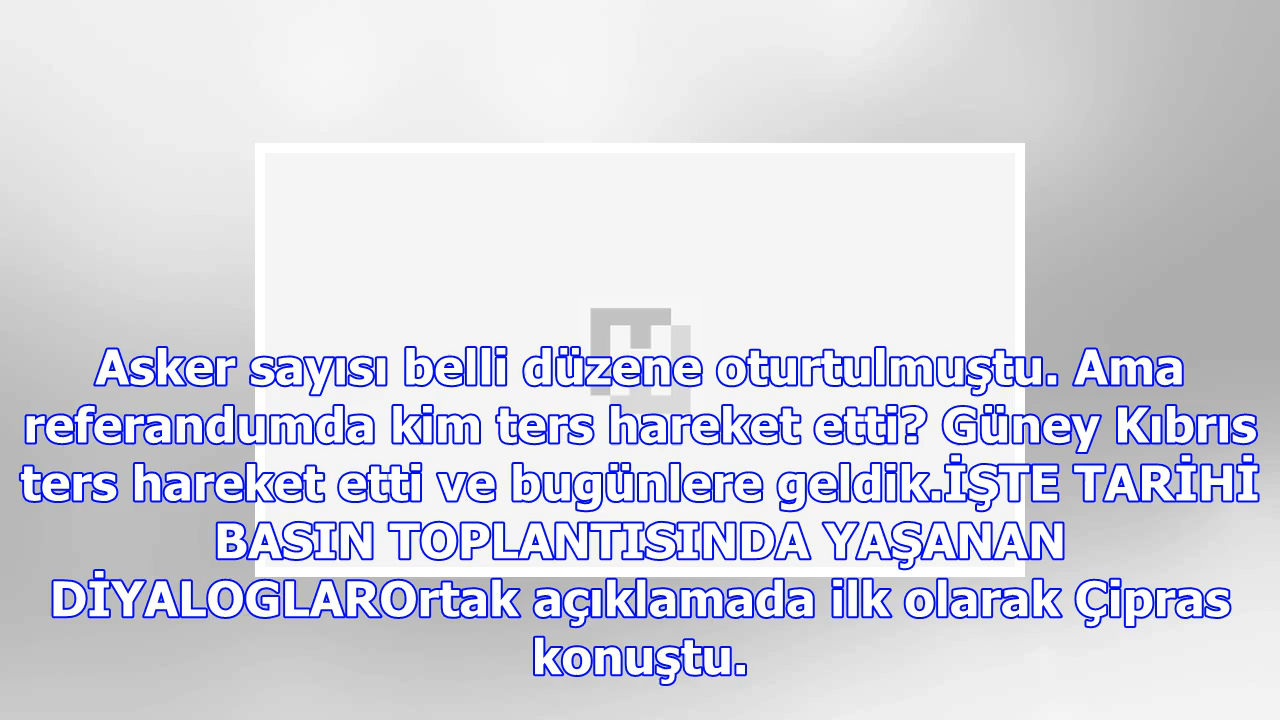 Asker sayısı belli düzene oturtulmuştu. Ama
referandumda kim ters hareket etti? Güney Kıbrıs
ters hareket etti ve bugünlere geldik.İŞTE TARİHİ
BASIN TOPLANTISINDA YAŞANAN
DİYALOGLAROrtak açıklamada ilk olarak Çipras
konuştu.